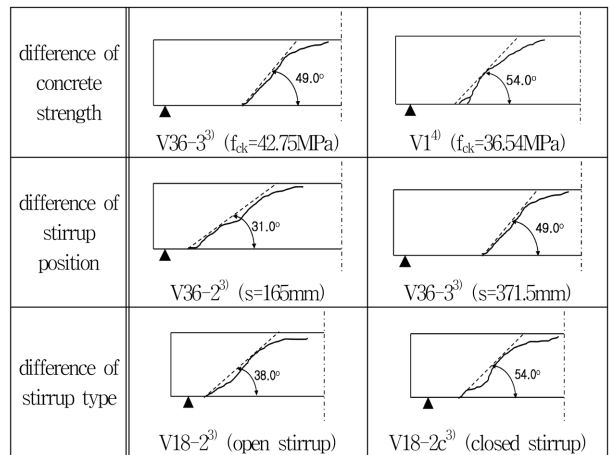 difference of
concrete
strength
49.0°
V36-3³⁾ (f_ck=42.75MPa)
54.0°
V1⁴⁾ (f_ck=36.54MPa)
difference of
stirrup
position
31.0°
V36-2³⁾ (s=165mm)
49.0°
V36-3³⁾ (s=371.5mm)
difference of
stirrup type
38.0°
V18-2³⁾ (open stirrup)
54.0°
V18-2c³⁾ (closed stirrup)